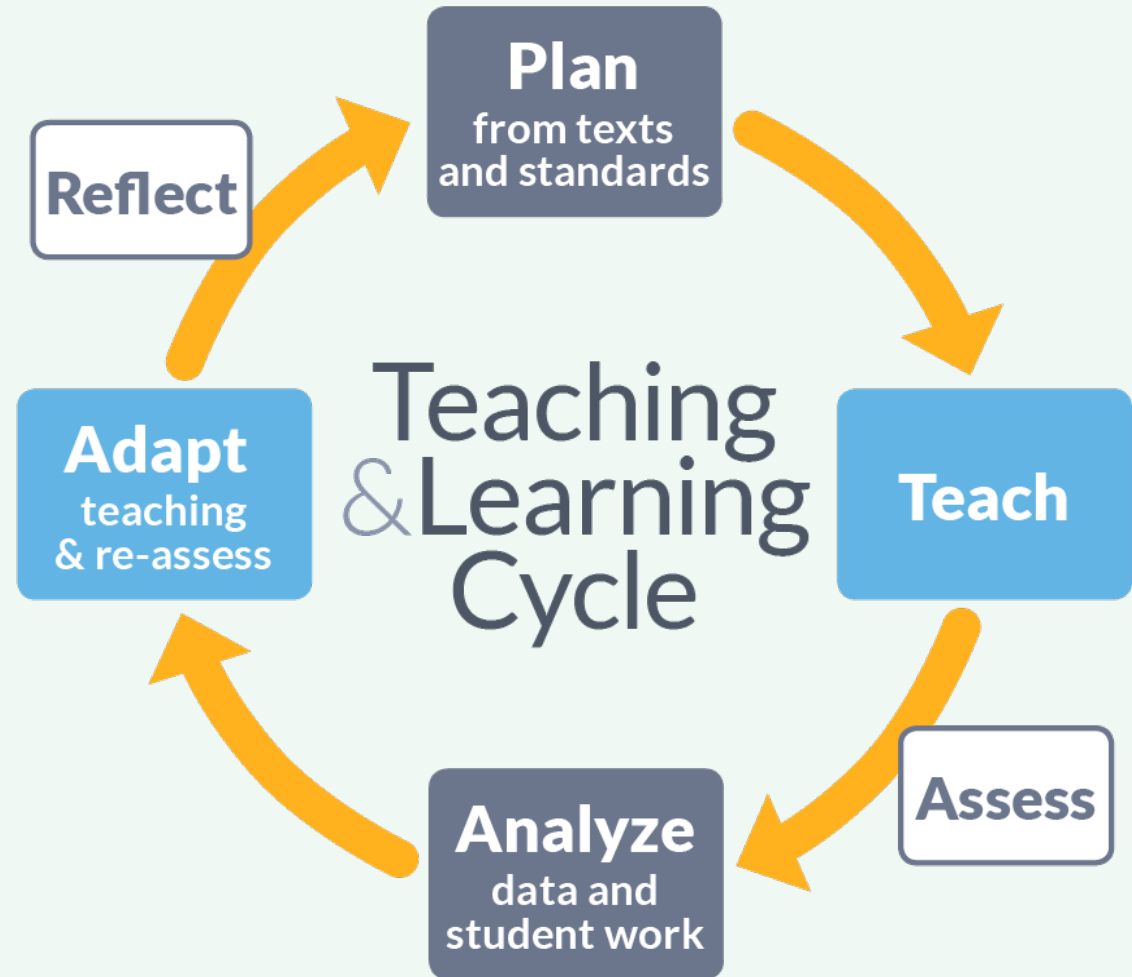 Plan
from texts
and standards
Reflect
Teaching
&Learning
Cycle
Adapt
teaching
& re-assess
Teach
Assess
Analyze
data and
student work